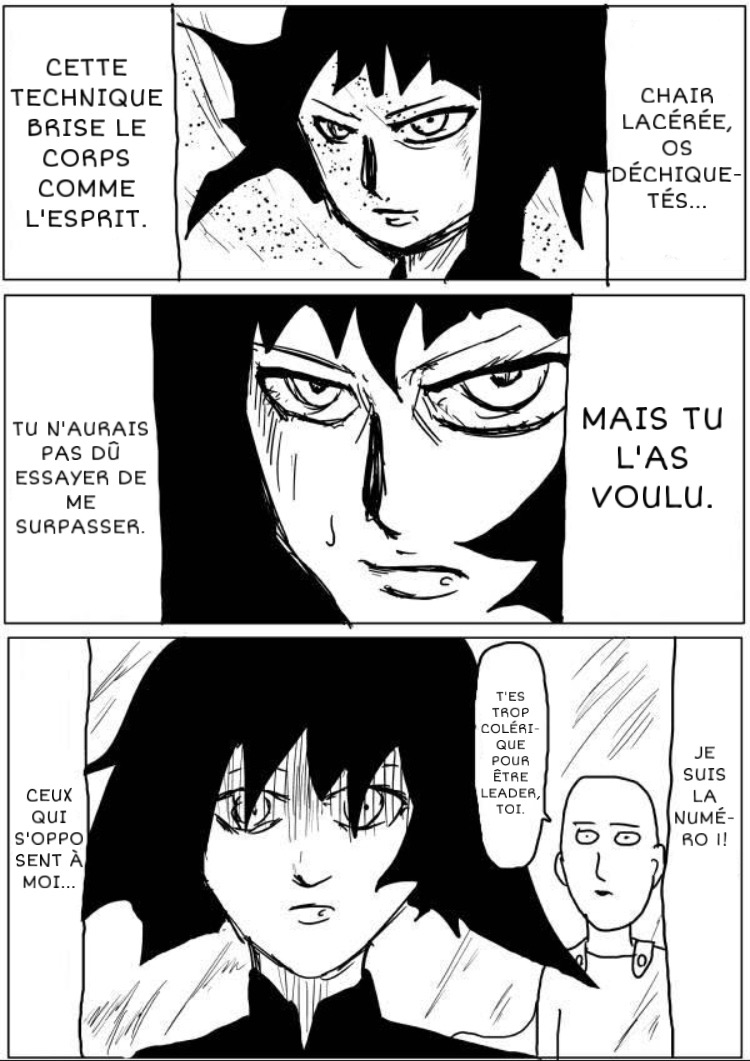 CHAIR
LACÉRÉE,
OS
DÉCHIQUE-
TÉS...
CETTE
TECHNIQUE
BRISE LE
CORPS
COMME
L'ESPRIT.
MAIS TU
L'AS
VOULU.
TU N'AURAIS
PAS DÛ
ESSAYER DE
ME
SURPASSER.
JE
SUIS
LA
NUMÉ-
RO 1!
T'ES
TROP
COLÉRI-
QUE
POUR
ÊTRE
LEADER,
TOI.
CEUX
QUI
S'OPPO
SENT À
MOI...